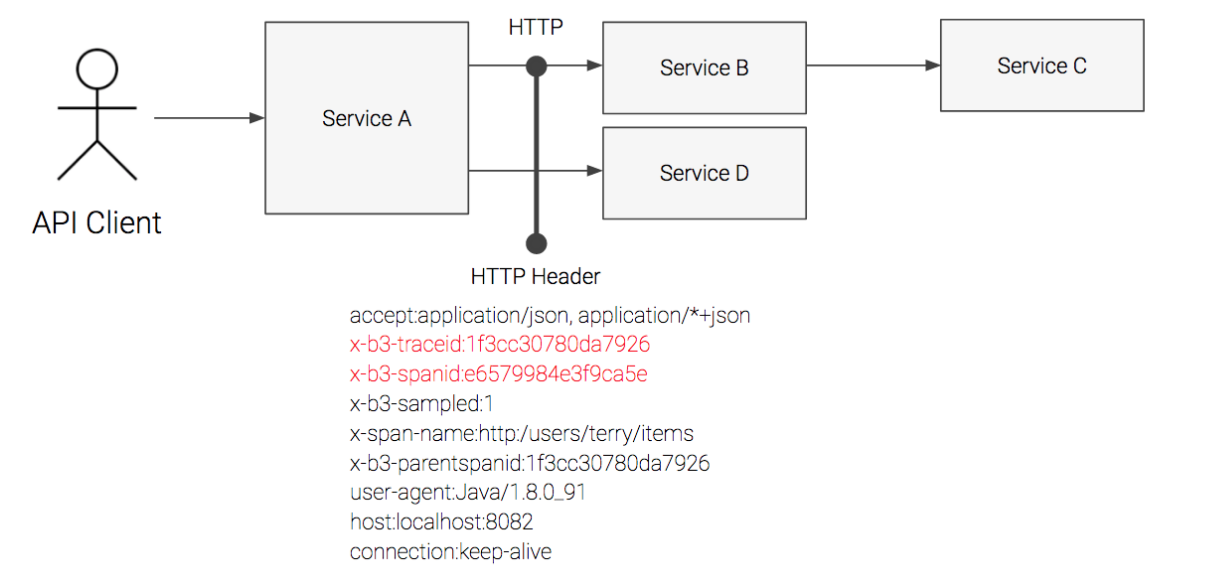 HTTP
Service A
Service B
Service C
Service D
API Client
HTTP Header
accept:application/json, application/*+json
x-b3-traceid:1f3cc30780da7926
x-b3-spanid:e6579984e3f9ca5e
x-b3-sampled:1
x-span-name:http:/users/terry/items
x-b3-parentspanid:1f3cc30780da7926
user-agent:Java/1.8.0_91
host:localhost:8082
connection:keep-alive